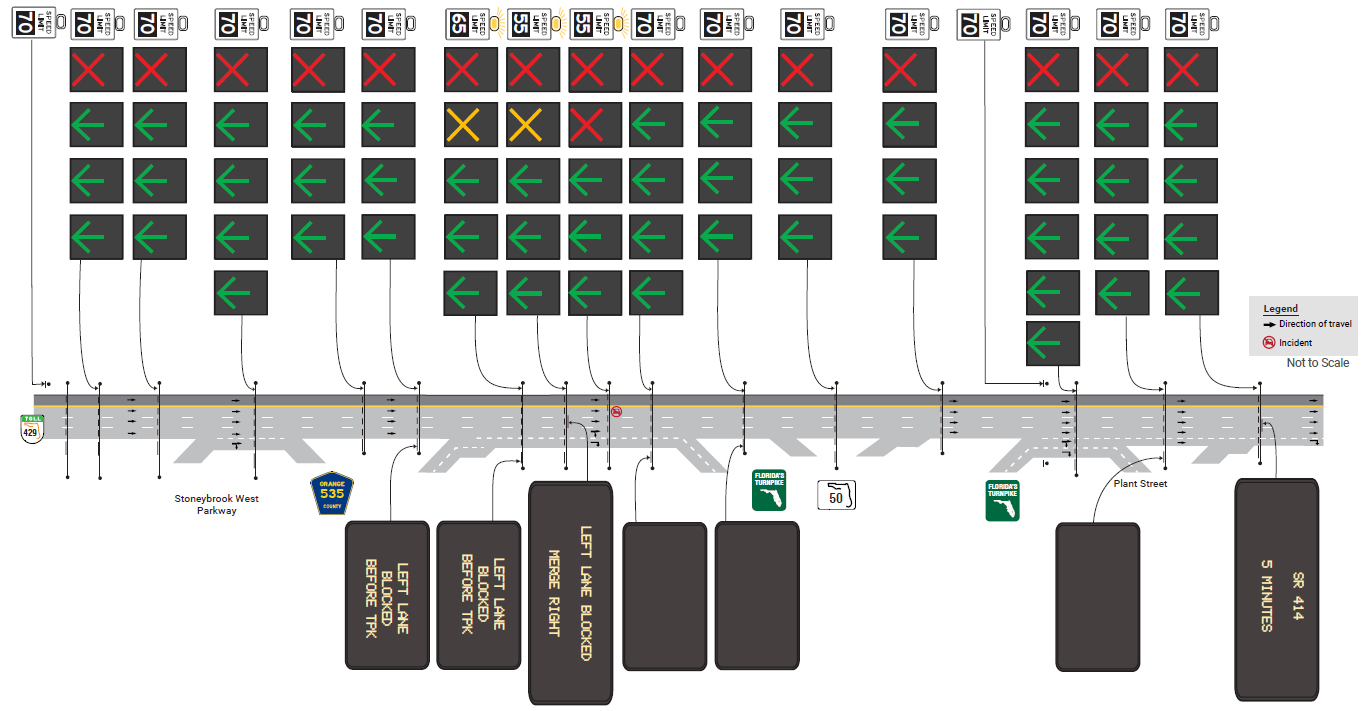 SPEED
LIMIT
70
SPEED
LIMIT
70
SPEED
LIMIT
70
SPEED
LIMIT
70
SPEED
LIMIT
70
SPEED
LIMIT
70
SPEED
LIMIT
65
SPEED
LIMIT
55
SPEED
LIMIT
55
SPEED
LIMIT
70
SPEED
LIMIT
70
SPEED
LIMIT
70
SPEED
LIMIT
70
SPEED
LIMIT
70
SPEED
LIMIT
70
SPEED
LIMIT
70
SPEED
LIMIT
70
Legend
Direction of travel
Incident
Not to Scale
TOLL
429
Stoneybrook West
Parkway
ORANGE
535
COUNTY
FLORIDA'S
TURNPIKE
50
FLORIDA'S
TURNPIKE
Plant Street
LEFT LANE
BLOCKED
BEFORE TPK
LEFT LANE
BLOCKED
BEFORE TPK
LEFT LANE BLOCKED
MERGE RIGHT
SR 414
5 MINUTES